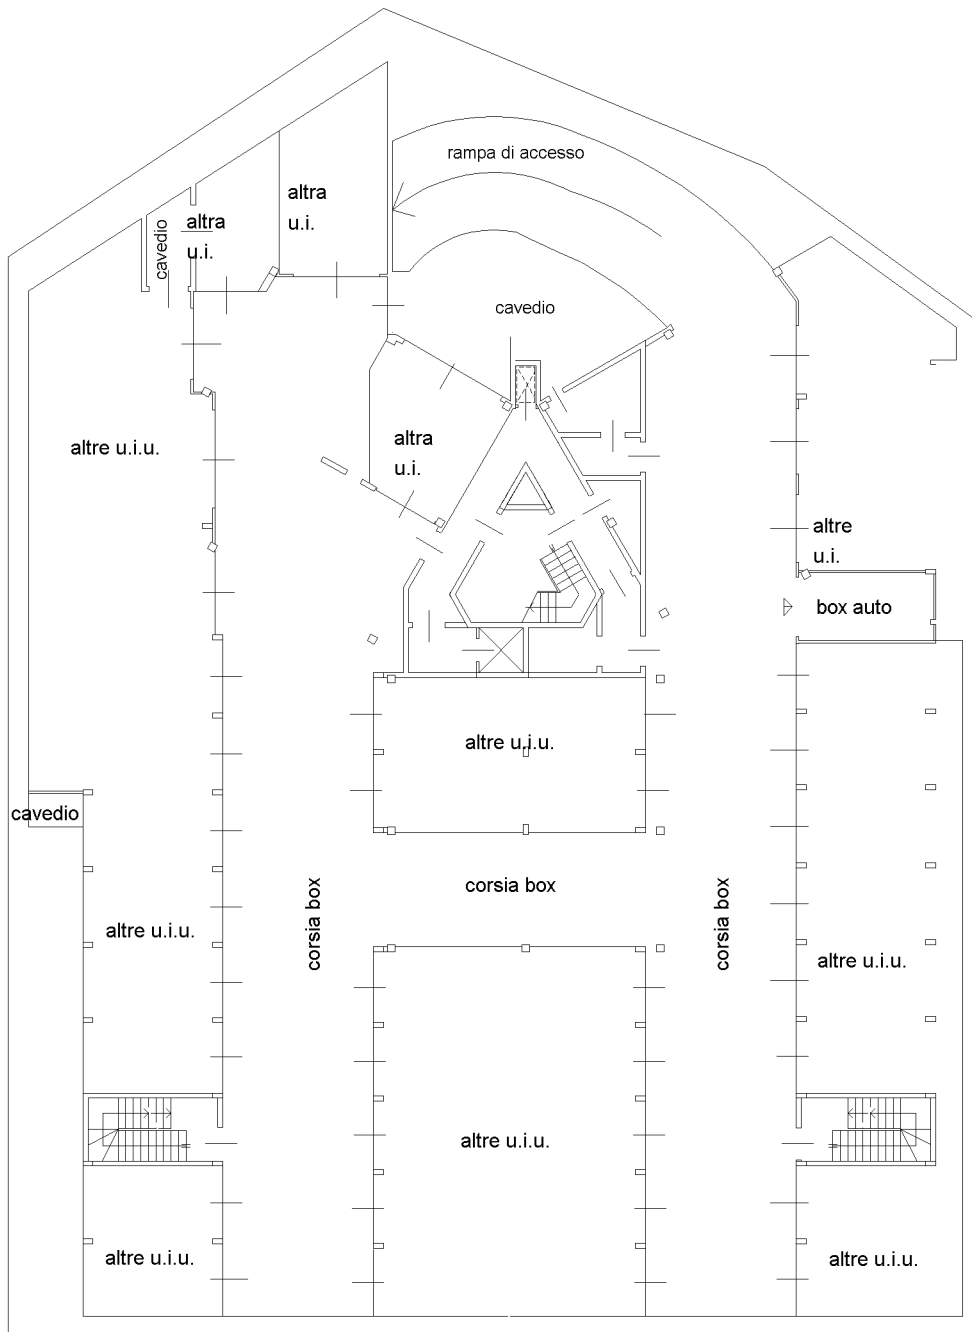 rampa di accesso
altra
u.i.
altra
u.i.
cavedio
cavedio
altra
u.i.
altre u.i.u.
altre
u.i.
box auto
altre u.i.u.
cavedio
corsia box
corsia box
corsia box
altre u.i.u.
altre u.i.u.
altre u.i.u.
altre u.i.u.
altre u.i.u.